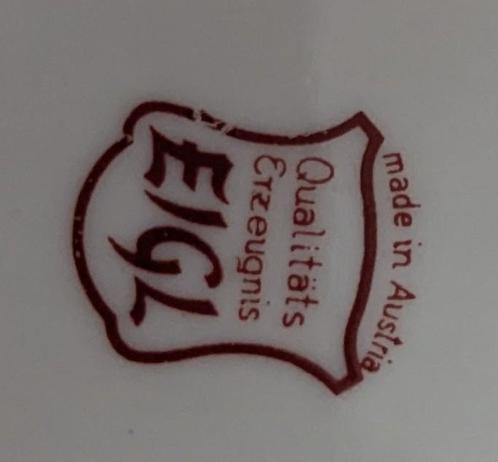 made in Austria
Qualitäts
Erzeugnis
EIGL